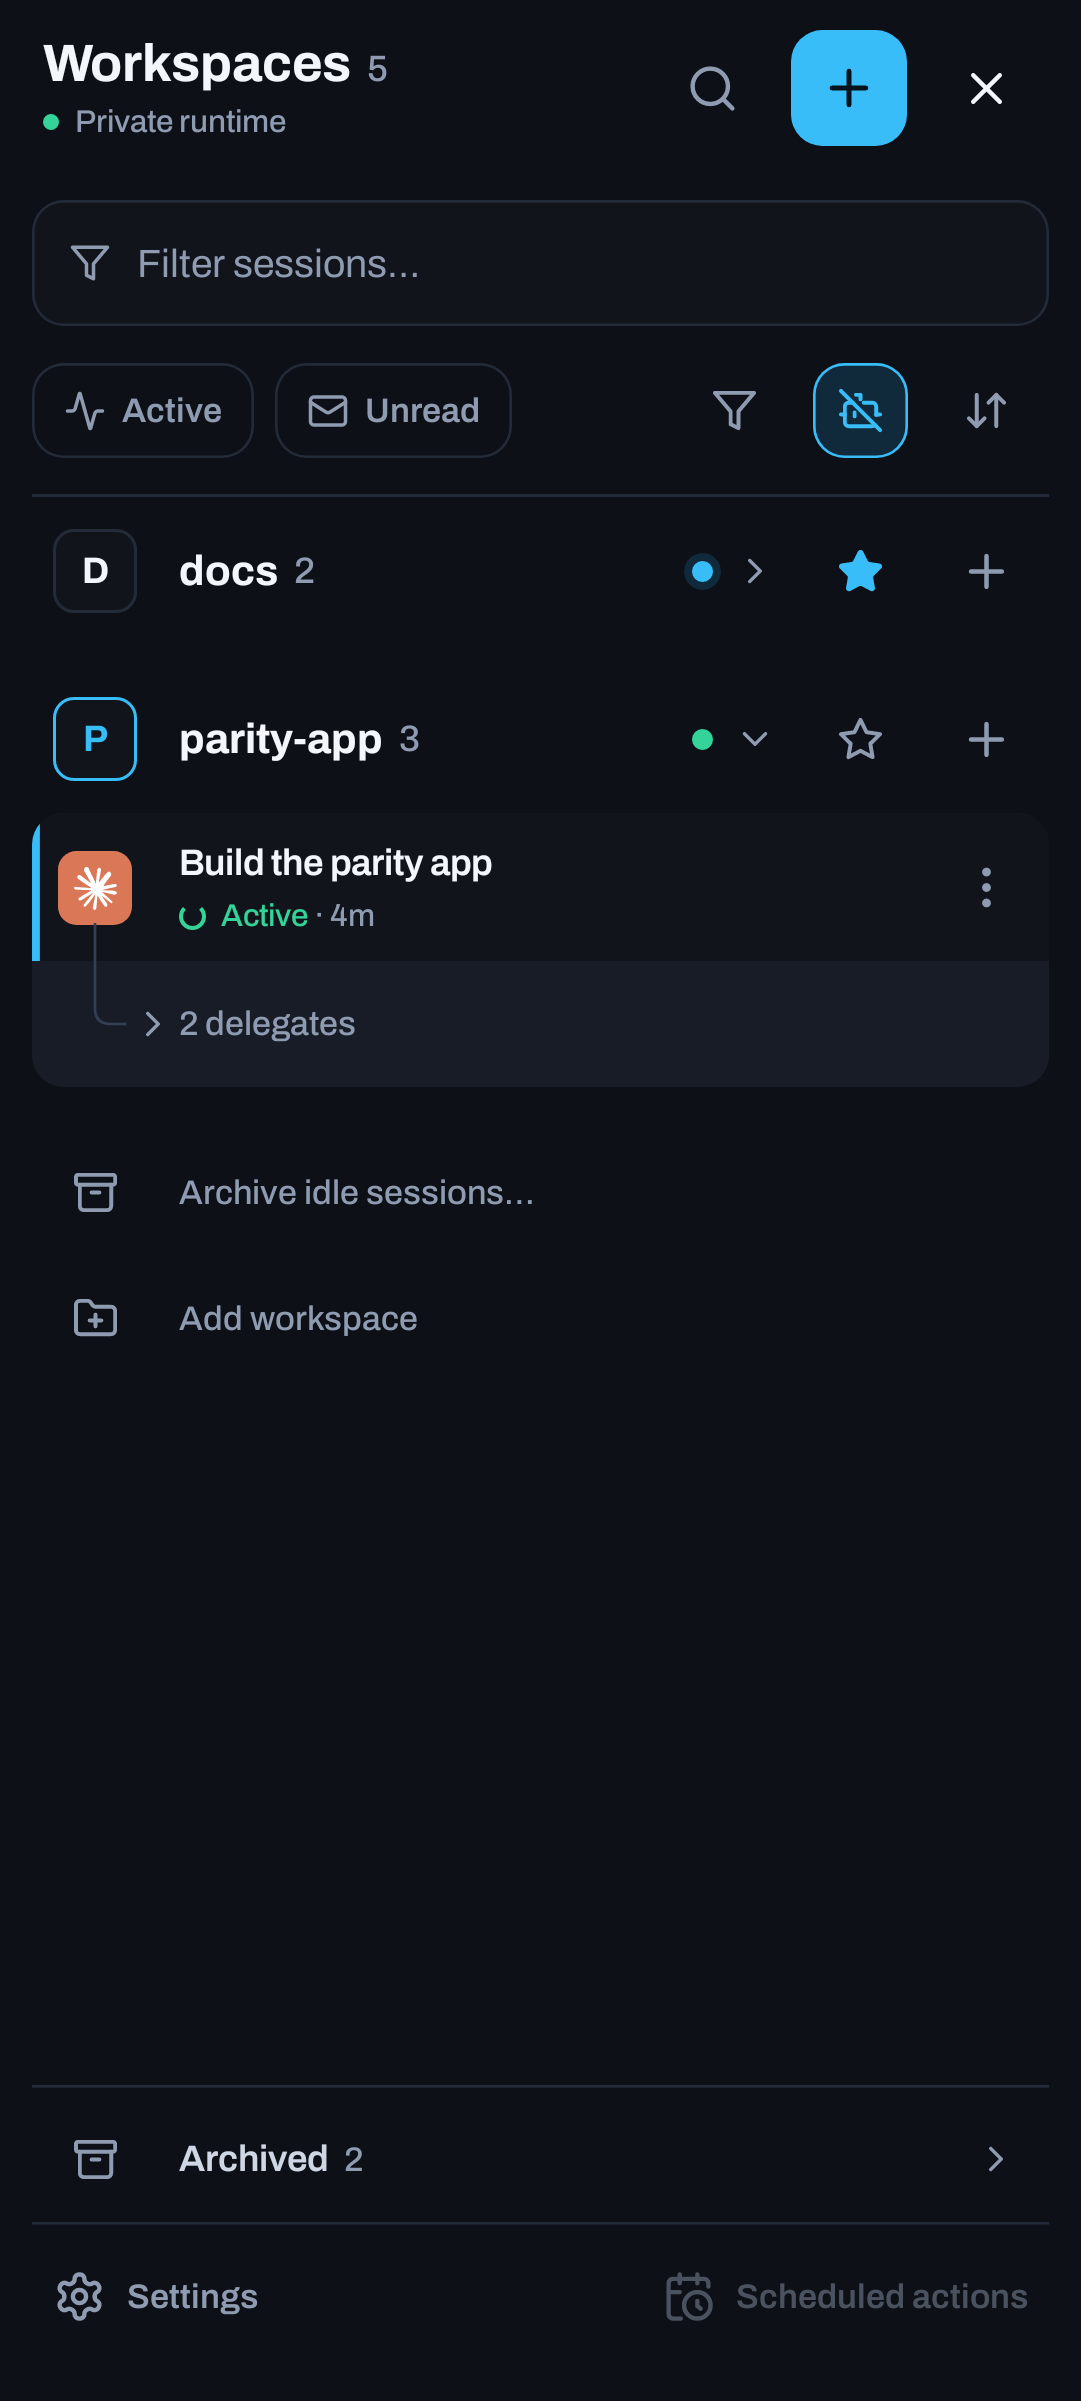 Workspaces 5
Private runtime
Filter sessions...
Active
Unread
D
docs 2
P
parity-app 3
Build the parity app
Active · 4m
2 delegates
Archive idle sessions...
Add workspace
Archived 2
Settings
Scheduled actions